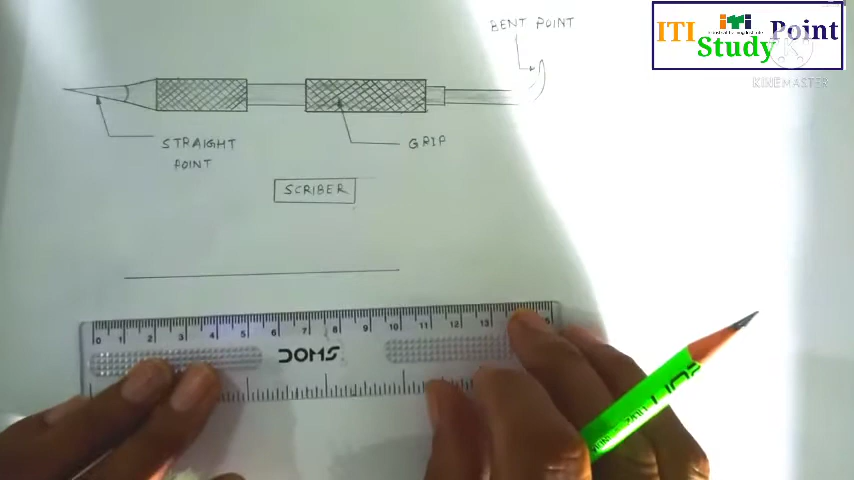 BENT POINT
ITI iTi Point
Study
KINEMASTER
STRAIGHT
POINT
GRIP
SCRIBER
0 1 2 3 4 5 6 7 8 9 10 11 12 13
DOMS